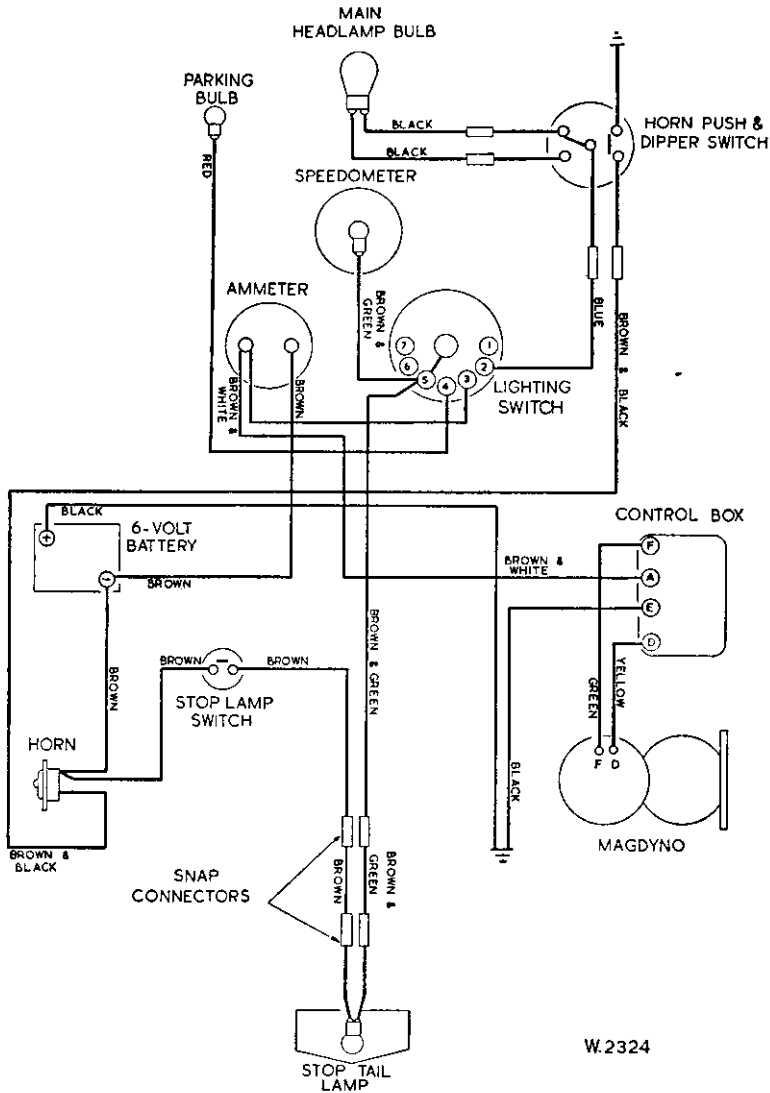 MAIN
HEADLAMP BULB
PARKING
BULB
BLACK
BLACK
HORN PUSH &
DIPPER SWITCH
RED
SPEEDOMETER
AMMETER
BROWN &
GREEN
BLUE
BROWN & BLACK
7
6
5
4
3
2
1
LIGHTING
SWITCH
BROWN &
WHITE
BROWN
BLACK
+
6-VOLT
BATTERY
-
BROWN
CONTROL BOX
BROWN &
WHITE
F
A
E
D
BROWN
BROWN
BROWN
BROWN & GREEN
STOP LAMP
SWITCH
GREEN
YELLOW
HORN
F D
BLACK
MAGDYNO
BROWN &
BLACK
SNAP
CONNECTORS
BROWN
BROWN &
GREEN
STOP TAIL
LAMP
W.2324